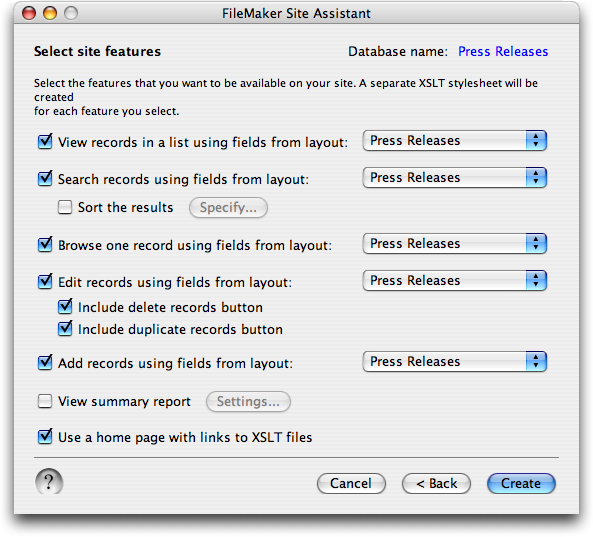 FileMaker Site Assistant
Select site features Database name: Press Releases
Select the features that you want to be available on your site. A separate XSLT stylesheet will be
created
for each feature you select.
View records in a list using fields from layout: Press Releases
Search records using fields from layout: Press Releases
Sort the results Specify...
Browse one record using fields from layout: Press Releases
Edit records using fields from layout: Press Releases
Include delete records button
Include duplicate records button
Add records using fields from layout: Press Releases
View summary report Settings...
Use a home page with links to XSLT files
? Cancel < Back Create